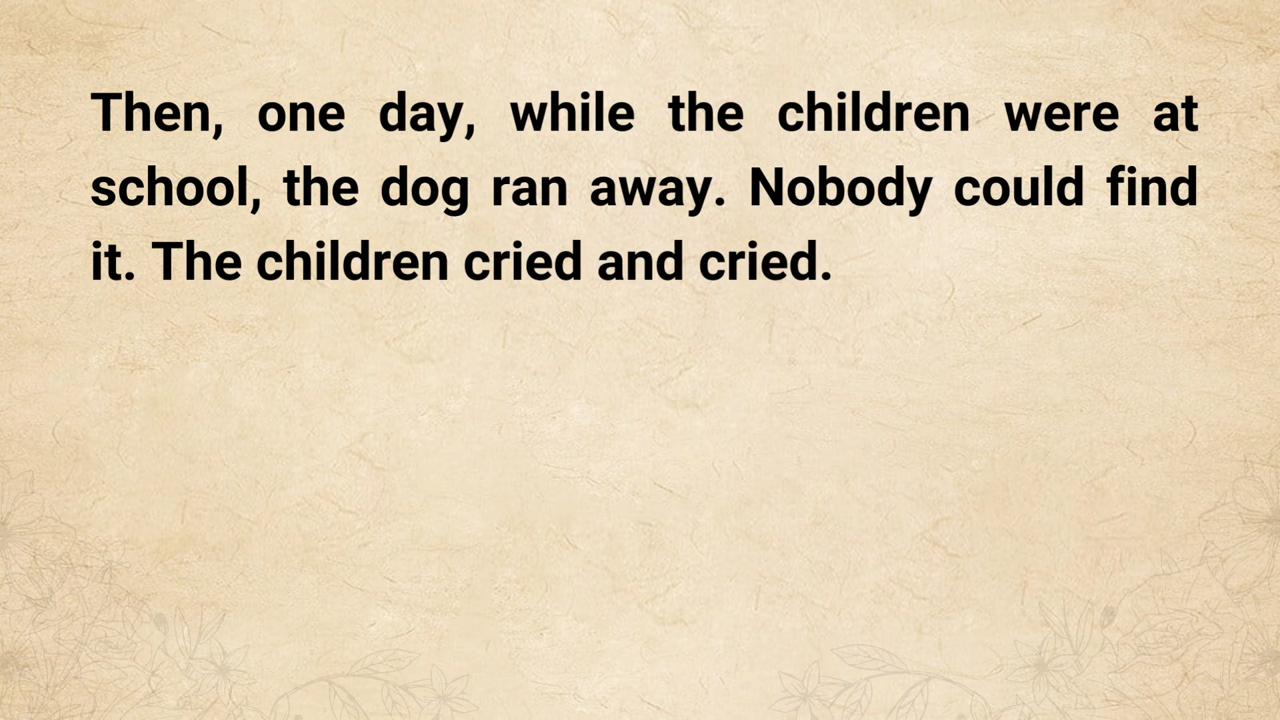 Then, one day, while the children were at
school, the dog ran away. Nobody could find
it. The children cried and cried.